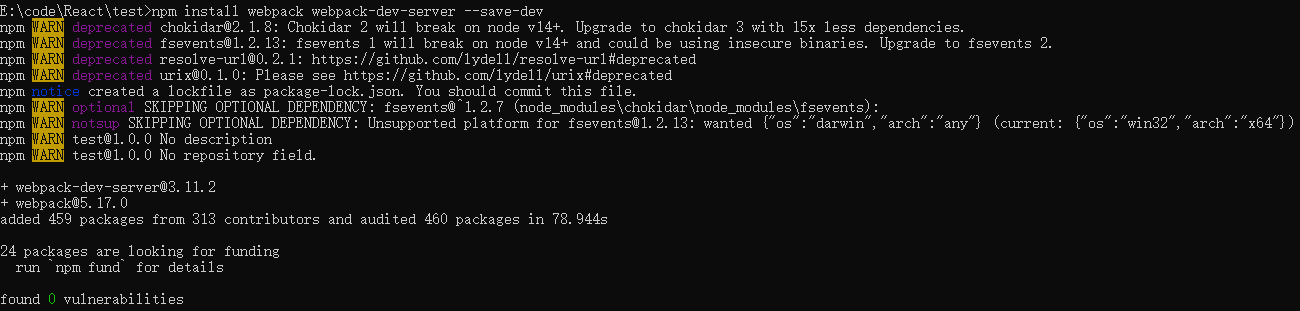 E:\code\React\test>npm install webpack webpack-dev-server --save-dev
npm WARN deprecated chokidar@2.1.8: Chokidar 2 will break on node v14+. Upgrade to chokidar 3 with 15x less dependencies.
npm WARN deprecated fsevents@1.2.13: fsevents 1 will break on node v14+ and could be using insecure binaries. Upgrade to fsevents 2.
npm WARN deprecated resolve-url@0.2.1: https://github.com/lydell/resolve-url#deprecated
npm WARN deprecated urix@0.1.0: Please see https://github.com/lydell/urix#deprecated
npm notice created a lockfile as package-lock.json. You should commit this file.
npm WARN optional SKIPPING OPTIONAL DEPENDENCY: fsevents@^1.2.7 (node_modules\chokidar\node_modules\fsevents):
npm WARN notsup SKIPPING OPTIONAL DEPENDENCY: Unsupported platform for fsevents@1.2.13: wanted {"os":"darwin","arch":"any"} (current: {"os":"win32","arch":"x64"})
npm WARN test@1.0.0 No description
npm WARN test@1.0.0 No repository field.
+ webpack-dev-server@3.11.2
+ webpack@5.17.0
added 459 packages from 313 contributors and audited 460 packages in 78.944s
24 packages are looking for funding
run `npm fund` for details
found 0 vulnerabilities